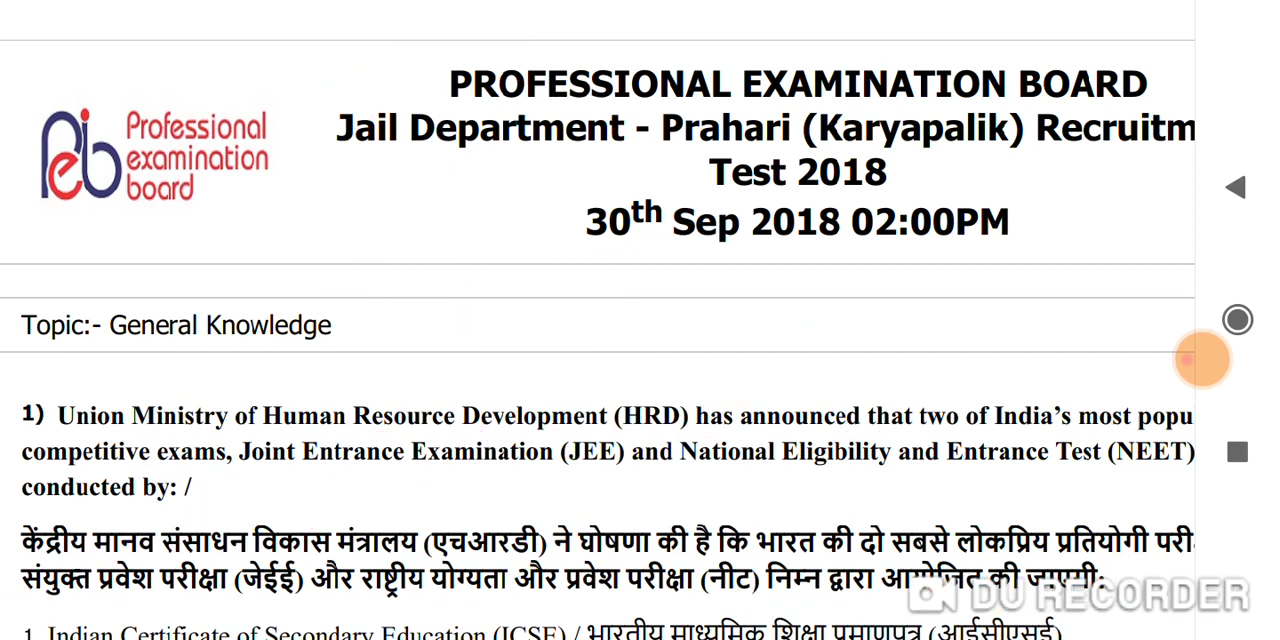 Professional
examination
board
PROFESSIONAL EXAMINATION BOARD
Jail Department - Prahari (Karyapalik) Recruitm
Test 2018
30th Sep 2018 02:00PM
Topic:- General Knowledge
1) Union Ministry of Human Resource Development (HRD) has announced that two of India’s most popu
competitive exams, Joint Entrance Examination (JEE) and National Eligibility and Entrance Test (NEET)
conducted by: /
केंद्रीय मानव संसाधन विकास मंत्रालय (एचआरडी) ने घोषणा की है कि भारत की दो सबसे लोकप्रिय प्रतियोगी परी
संयुक्त प्रवेश परीक्षा (जेईई) और राष्ट्रीय योग्यता और प्रवेश परीक्षा (नीट) निम्न द्वारा आयोजित की जाएगी:
DU RECORDER
1. Indian Certificate of Secondary Education (ICSE) / भारतीय माध्यमिक शिक्षा प्रमाणपत्र (आईसीएसई)